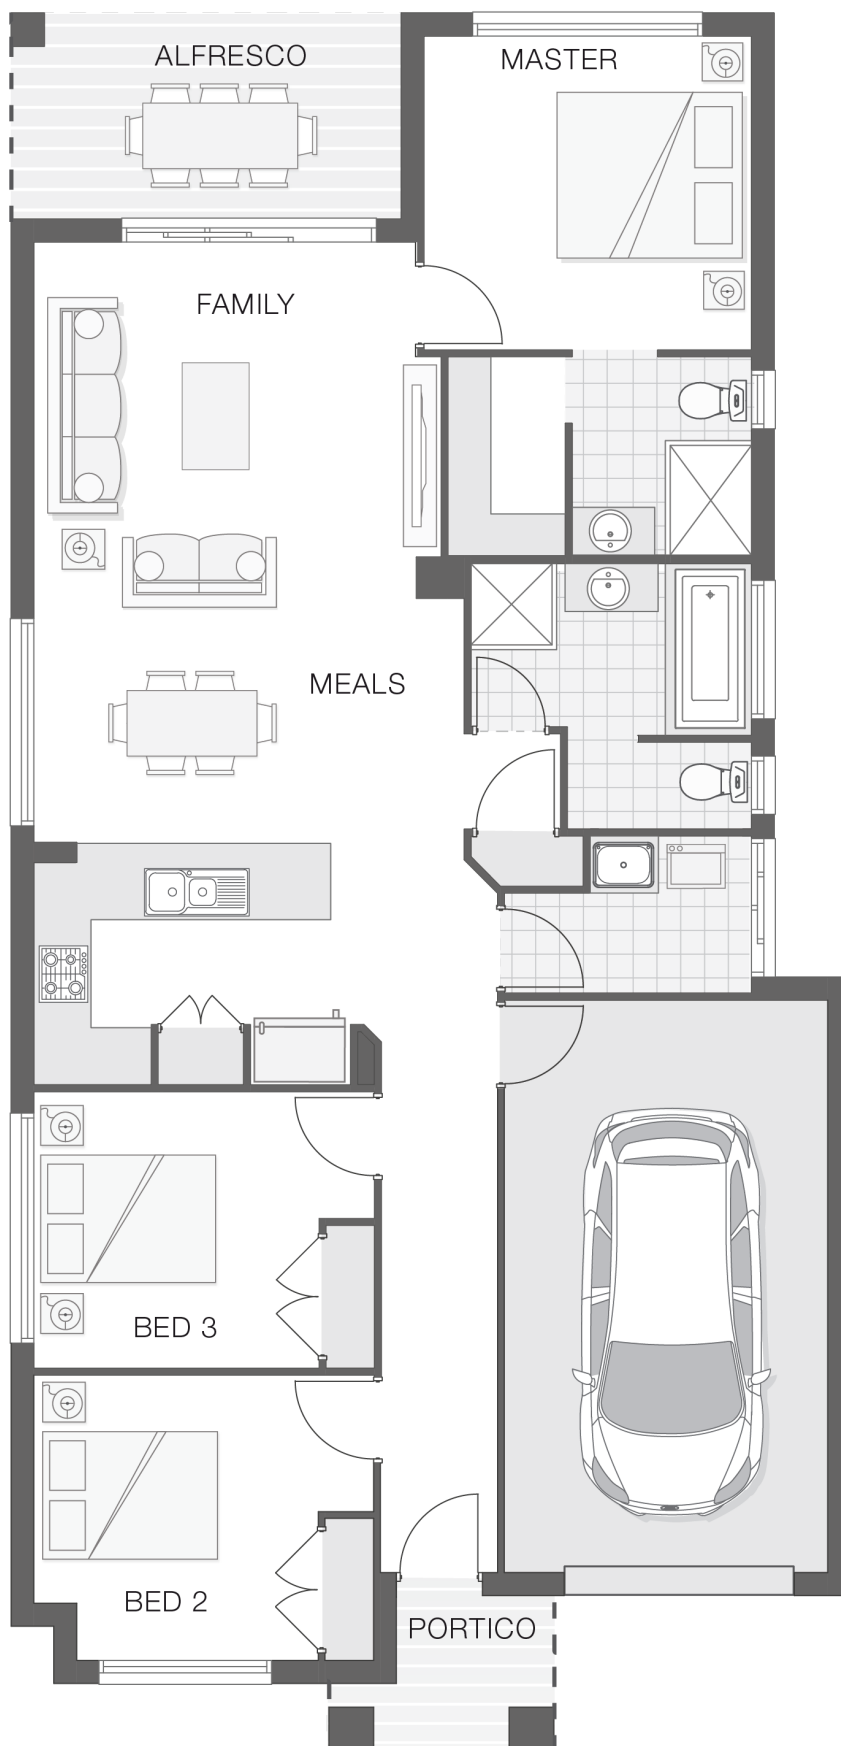 ALFRESCO
MASTER
FAMILY
MEALS
BED 3
BED 2
PORTICO